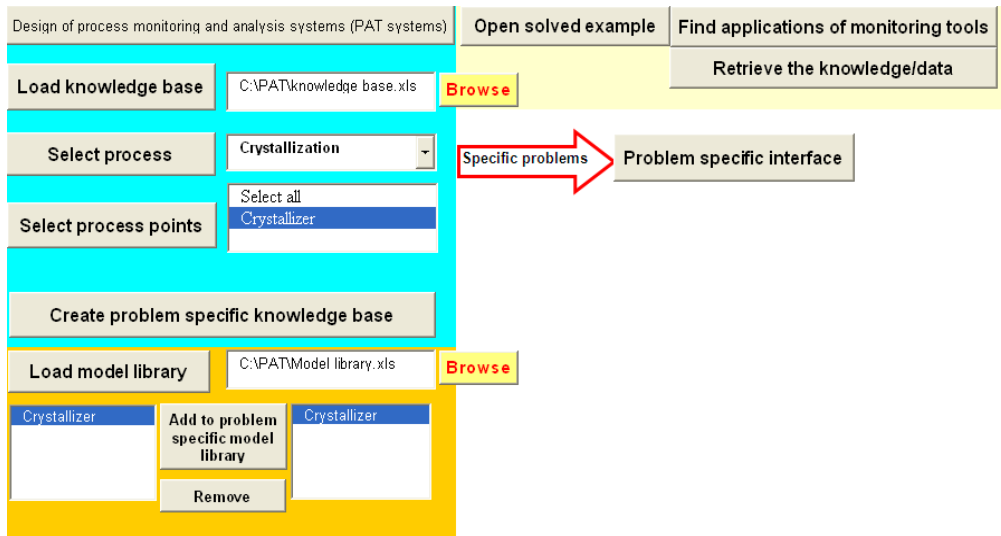 Design of process monitoring and analysis systems (PAT systems)
Open solved example
Find applications of monitoring tools
Retrieve the knowledge/data
Load knowledge base
C:\PAT\knowledge base.xls
Browse
Select process
Crystallization
Specific problems
Problem specific interface
Select process points
Select all
Crystallizer
Create problem specific knowledge base
Load model library
C:\PAT\Model library.xls
Browse
Crystallizer
Add to problem
specific model
library
Crystallizer
Remove